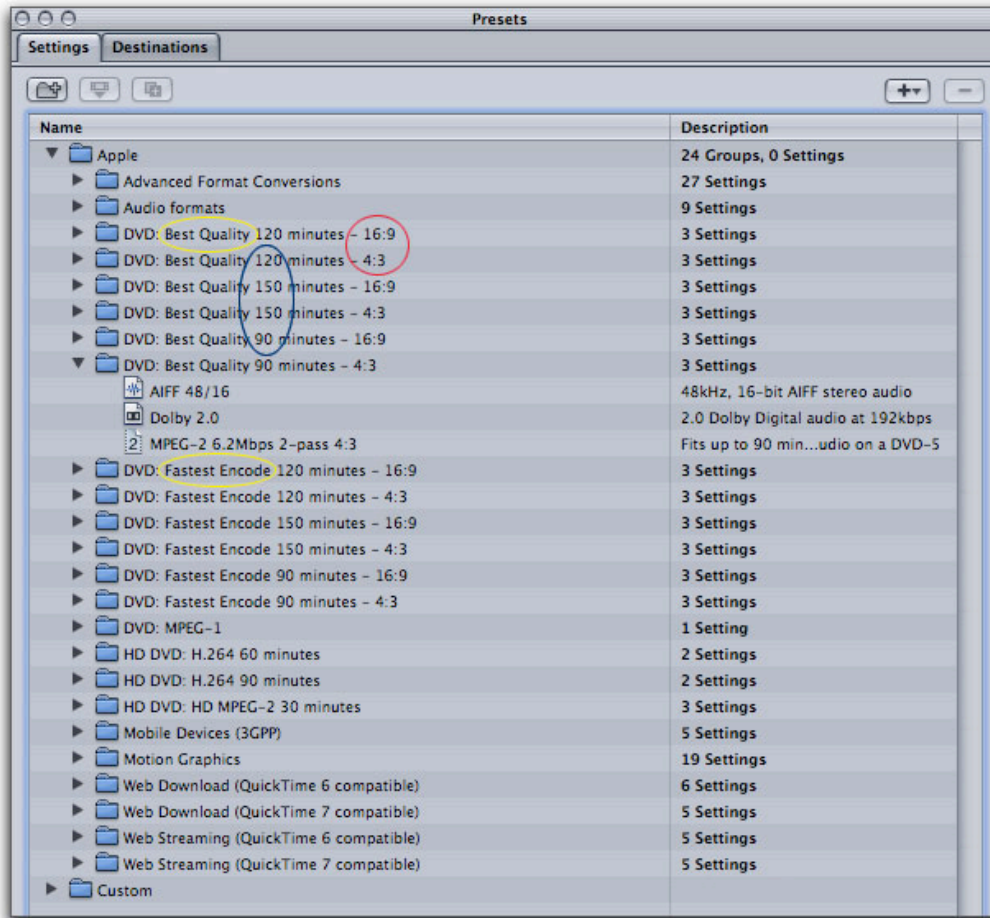 Presets
Settings Destinations
Name Description
Apple 24 Groups, 0 Settings
Advanced Format Conversions 27 Settings
Audio formats 9 Settings
DVD: Best Quality 120 minutes – 16:9 3 Settings
DVD: Best Quality 120 minutes – 4:3 3 Settings
DVD: Best Quality 150 minutes – 16:9 3 Settings
DVD: Best Quality 150 minutes – 4:3 3 Settings
DVD: Best Quality 90 minutes – 16:9 3 Settings
DVD: Best Quality 90 minutes – 4:3 3 Settings
AIFF 48/16 48kHz, 16-bit AIFF stereo audio
Dolby 2.0 2.0 Dolby Digital audio at 192kbps
2 MPEG-2 6.2Mbps 2-pass 4:3 Fits up to 90 min...udio on a DVD-5
DVD: Fastest Encode 120 minutes – 16:9 3 Settings
DVD: Fastest Encode 120 minutes – 4:3 3 Settings
DVD: Fastest Encode 150 minutes – 16:9 3 Settings
DVD: Fastest Encode 150 minutes – 4:3 3 Settings
DVD: Fastest Encode 90 minutes – 16:9 3 Settings
DVD: Fastest Encode 90 minutes – 4:3 3 Settings
DVD: MPEG-1 1 Setting
HD DVD: H.264 60 minutes 2 Settings
HD DVD: H.264 90 minutes 2 Settings
HD DVD: HD MPEG-2 30 minutes 3 Settings
Mobile Devices (3GPP) 5 Settings
Motion Graphics 19 Settings
Web Download (QuickTime 6 compatible) 6 Settings
Web Download (QuickTime 7 compatible) 5 Settings
Web Streaming (QuickTime 6 compatible) 5 Settings
Web Streaming (QuickTime 7 compatible) 5 Settings
Custom